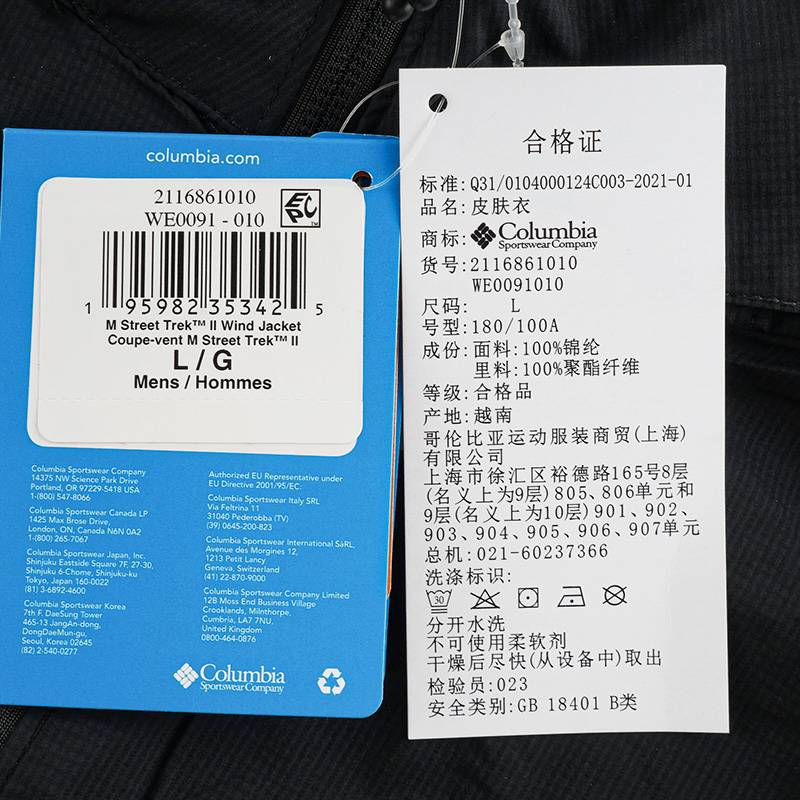 columbia.com
2116861010
WE0091 - 010
EPC™
1 95982 35342 5
M Street Trek™ II Wind Jacket
Coupe-vent M Street Trek™ II
L / G
Mens / Hommes
Columbia Sportswear Company
14375 NW Science Park Drive
Portland, OR 97229-5418 USA
1-(800) 547-8066
Columbia Sportswear Canada LP
1425 Max Brose Drive,
London, ON, Canada N6N 0A2
1-(800) 265-7067
Columbia Sportswear Japan, Inc.
Shinjuku Eastside Square 7F, 27-30,
Shinjuku 6-Chome, Shinjuku-ku
Tokyo, Japan 160-0022
(81) 3-6892-4600
Columbia Sportswear Korea
7th F. DaeSung Tower
465-13 JangAn-dong,
DongDaeMun-gu,
Seoul, Korea 02645
(82) 2-540-0277
Authorized EU Representative under
EU Directive 2001/95/EC:
Columbia Sportswear Italy SRL
Via Feltrina 11
31040 Pederobba (TV)
(39) 0645-200-823
Columbia Sportswear International SàRL,
Avenue des Morgines 12,
1213 Petit Lancy
Geneva, Switzerland
(41) 22-870-9000
Columbia Sportswear Company Limited
12B Moss End Business Village
Crooklands, Milnthorpe,
Cumbria, LA7 7NU.
United Kingdom
0800-464-0876
Columbia
Sportswear Company
合格证
标准: Q31/0104000124C003-2021-01
品名: 皮肤衣
商标: Columbia
Sportswear Company
货号: 2116861010
WE0091010
尺码: L
号型: 180/100A
成份: 面料: 100%锦纶
里料: 100%聚酯纤维
等级: 合格品
产地: 越南
哥伦比亚运动服装商贸(上海)
有限公司
上海市徐汇区裕德路165号8层
(名义上为9层) 805、806单元和
9层(名义上为10层) 901、902、
903、904、905、906、907单元
总机: 021-60237366
洗涤标识:
30
分开水洗
不可使用柔软剂
干燥后尽快(从设备中)取出
检验员: 023
安全类别: GB 18401 B类